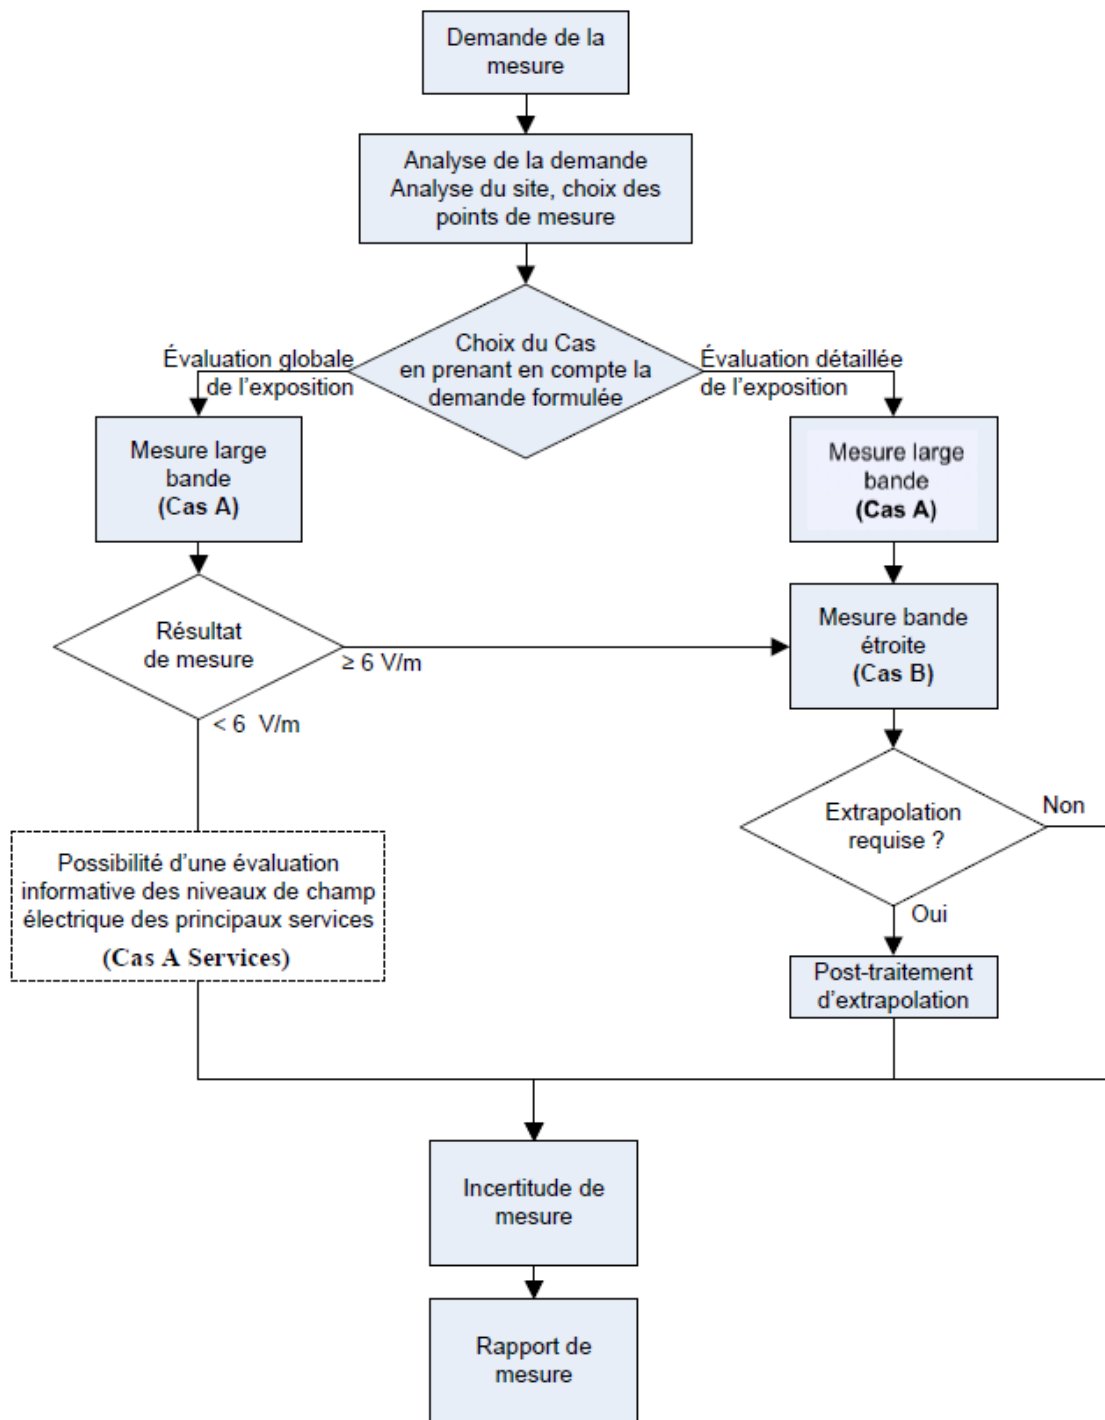 Demande de la
mesure
Analyse de la demande
Analyse du site, choix des
points de mesure
Choix du Cas
en prenant en compte la
demande formulée
Évaluation globale
de l'exposition
Évaluation détaillée
de l'exposition
Mesure large
bande
(Cas A)
Mesure large
bande
(Cas A)
Résultat
de mesure
≥ 6 V/m
< 6 V/m
Mesure bande
étroite
(Cas B)
Extrapolation
requise ?
Non
Oui
Possibilité d'une évaluation
informative des niveaux de champ
électrique des principaux services
(Cas A Services)
Post-traitement
d'extrapolation
Incertitude de
mesure
Rapport de
mesure